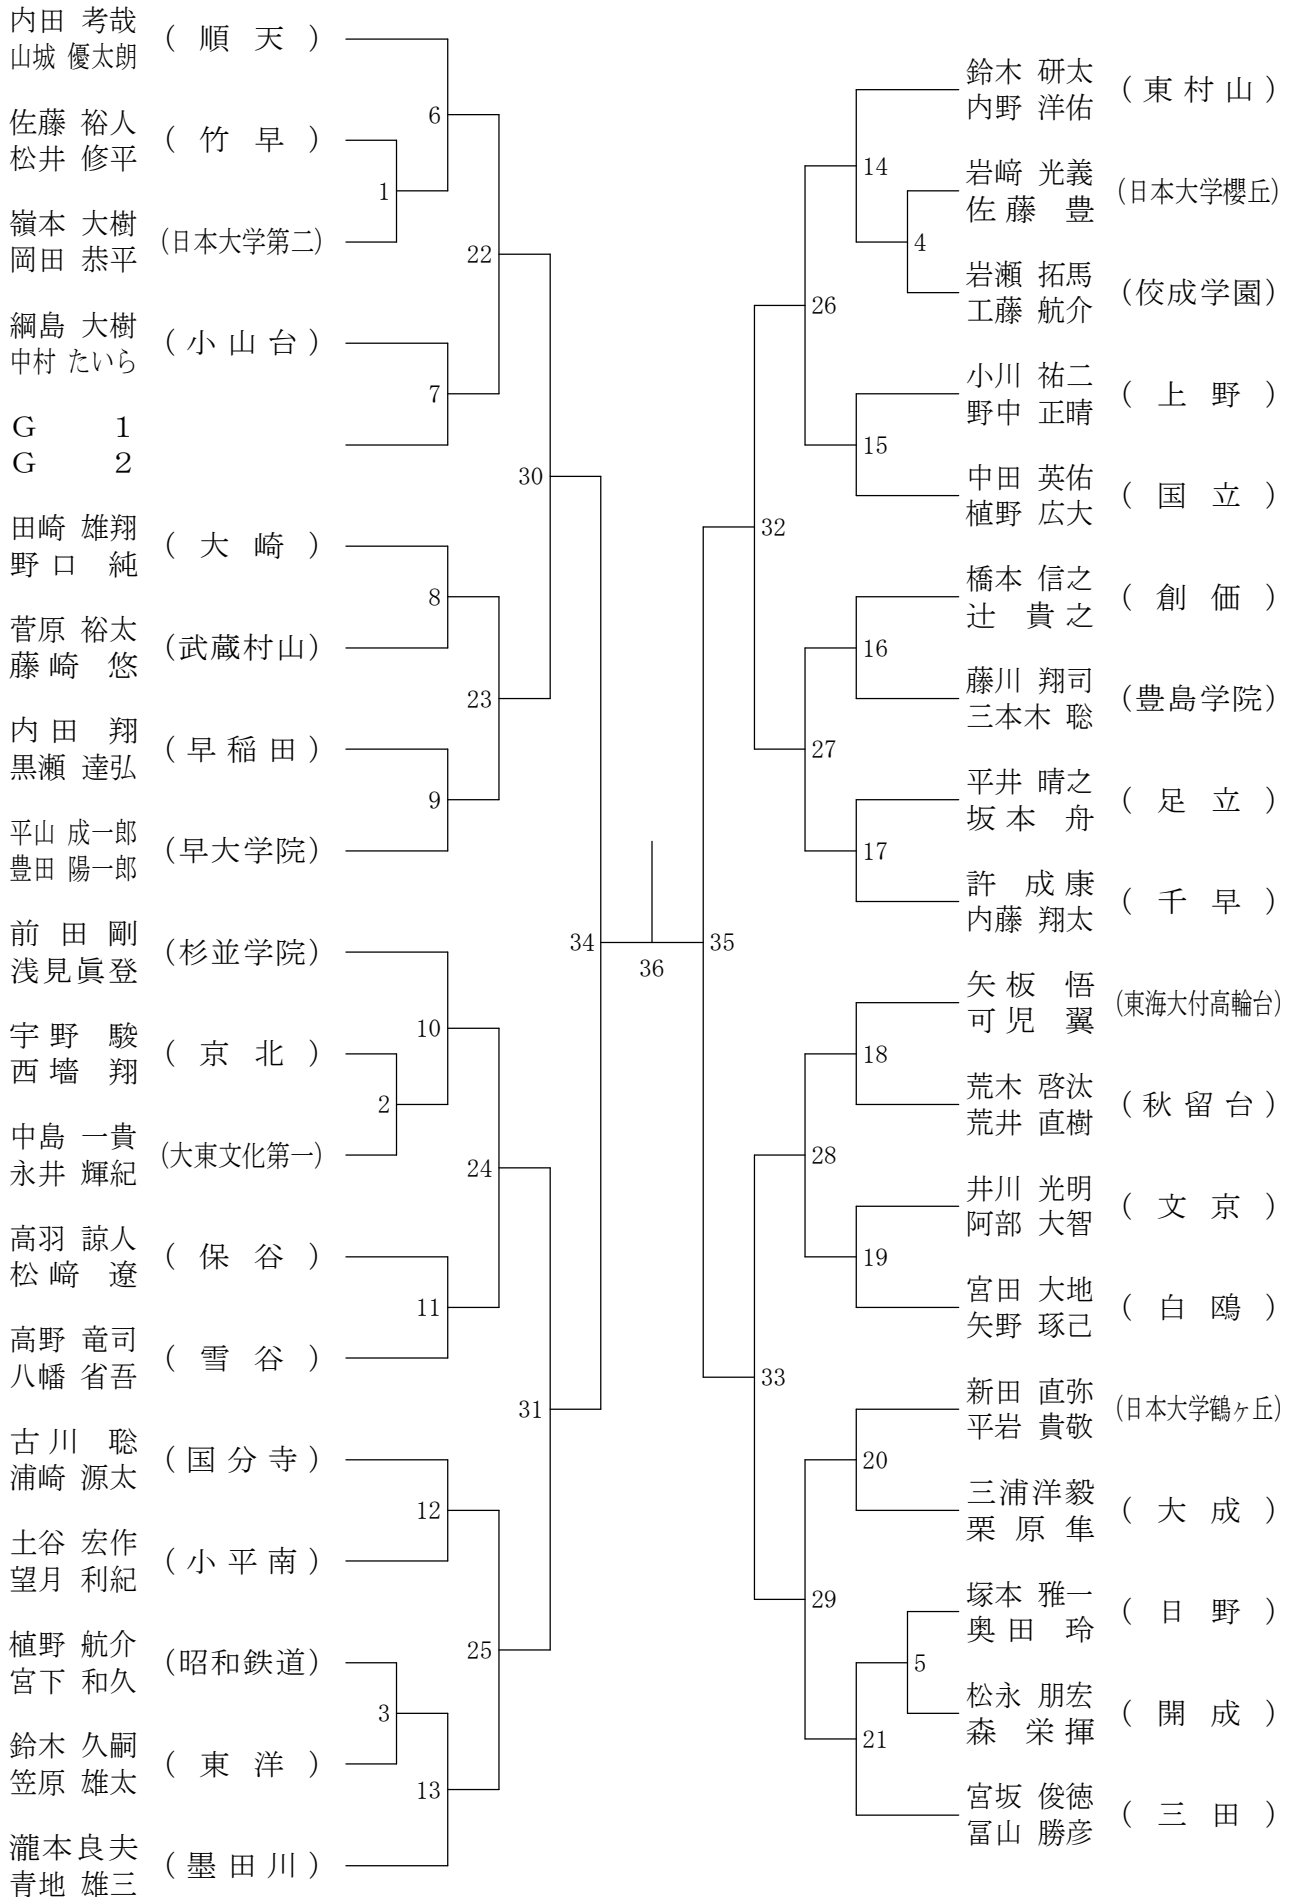 内田 考哉
山城 優太朗
( 順 天 )
佐藤 裕人
松井 修平
( 竹 早 )
嶺本 大樹
岡田 恭平
(日本大学第二)
綱島 大樹
中村 たいら
( 小 山 台 )
G 1
G 2
田崎 雄翔
野口 純
( 大 崎 )
菅原 裕太
藤崎 悠
(武蔵村山)
内田 翔
黒瀬 達弘
( 早 稲 田 )
平山 成一郎
豊田 陽一郎
(早大学院)
前田 剛
浅見眞登
(杉並学院)
宇野 駿
西墻 翔
( 京 北 )
中島 一貴
永井 輝紀
(大東文化第一)
高羽 諒人
松﨑 遼
( 保 谷 )
高野 竜司
八幡 省吾
( 雪 谷 )
古川 聡
浦崎 源太
( 国 分 寺 )
土谷 宏作
望月 利紀
( 小 平 南 )
植野 航介
宮下 和久
(昭和鉄道)
鈴木 久嗣
笠原 雄太
( 東 洋 )
瀧本良夫
青地 雄三
( 墨 田 川 )
1
2
3
6
7
8
9
10
11
12
13
22
23
24
25
30
31
34
36
35
32
33
26
27
28
29
14
15
16
17
18
19
20
21
4
5
鈴木 研太
内野 洋佑
( 東 村 山 )
岩﨑 光義
佐藤 豊
(日本大学櫻丘)
岩瀬 拓馬
工藤 航介
(佼成学園)
小川 祐二
野中 正晴
( 上 野 )
中田 英佑
植野 広大
( 国 立 )
橋本 信之
辻 貴之
( 創 価 )
藤川 翔司
三本木 聡
(豊島学院)
平井 晴之
坂本 舟
( 足 立 )
許 成康
内藤 翔太
( 千 早 )
矢板 悟
可児 翼
(東海大付高輪台)
荒木 啓汰
荒井 直樹
( 秋 留 台 )
井川 光明
阿部 大智
( 文 京 )
宮田 大地
矢野 琢己
( 白 鴎 )
新田 直弥
平岩 貴敬
(日本大学鶴ヶ丘)
三浦洋毅
栗原 隼
( 大 成 )
塚本 雅一
奥田 玲
( 日 野 )
松永 朋宏
森 栄揮
( 開 成 )
宮坂 俊徳
冨山 勝彦
( 三 田 )